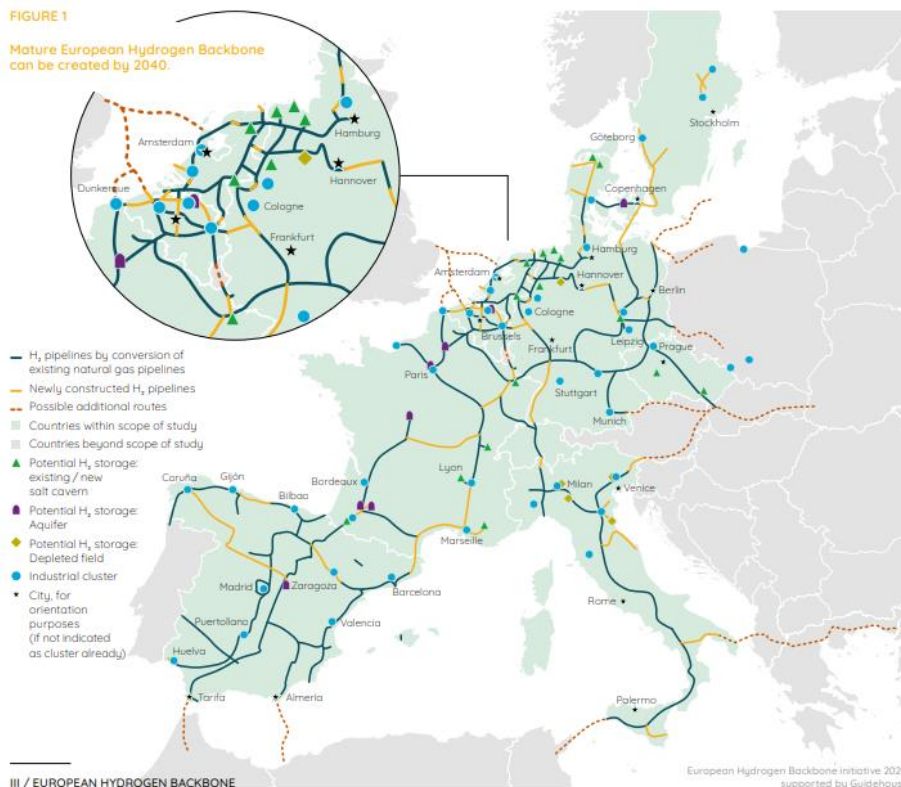 FIGURE 1
Mature European Hydrogen Backbone
can be created by 2040.
Amsterdam
Hamburg
Hannover
Dunkerque
Cologne
Frankfurt
H₂ pipelines by conversion of
existing natural gas pipelines
Newly constructed H₂ pipelines
Possible additional routes
Countries within scope of study
Countries beyond scope of study
Potential H₂ storage:
existing / new
salt cavern
Potential H₂ storage:
Aquifer
Potential H₂ storage:
Depleted field
Industrial cluster
City, for
orientation
purposes
(if not indicated
as cluster already)
Stockholm
Göteborg
Copenhagen
Hamburg
Amsterdam
Hannover
Berlin
Cologne
Brussels
Leipzig
Frankfurt
Prague
Paris
Stuttgart
Munich
Lyon
Milan
Venice
Bordeaux
Coruña
Gijón
Bilbao
Marseille
Madrid
Zaragoza
Barcelona
Rome
Puertollano
Valencia
Huelva
Tarifa
Almería
Palermo
III / EUROPEAN HYDROGEN BACKBONE
European Hydrogen Backbone initiative 202
supported by Guidehous